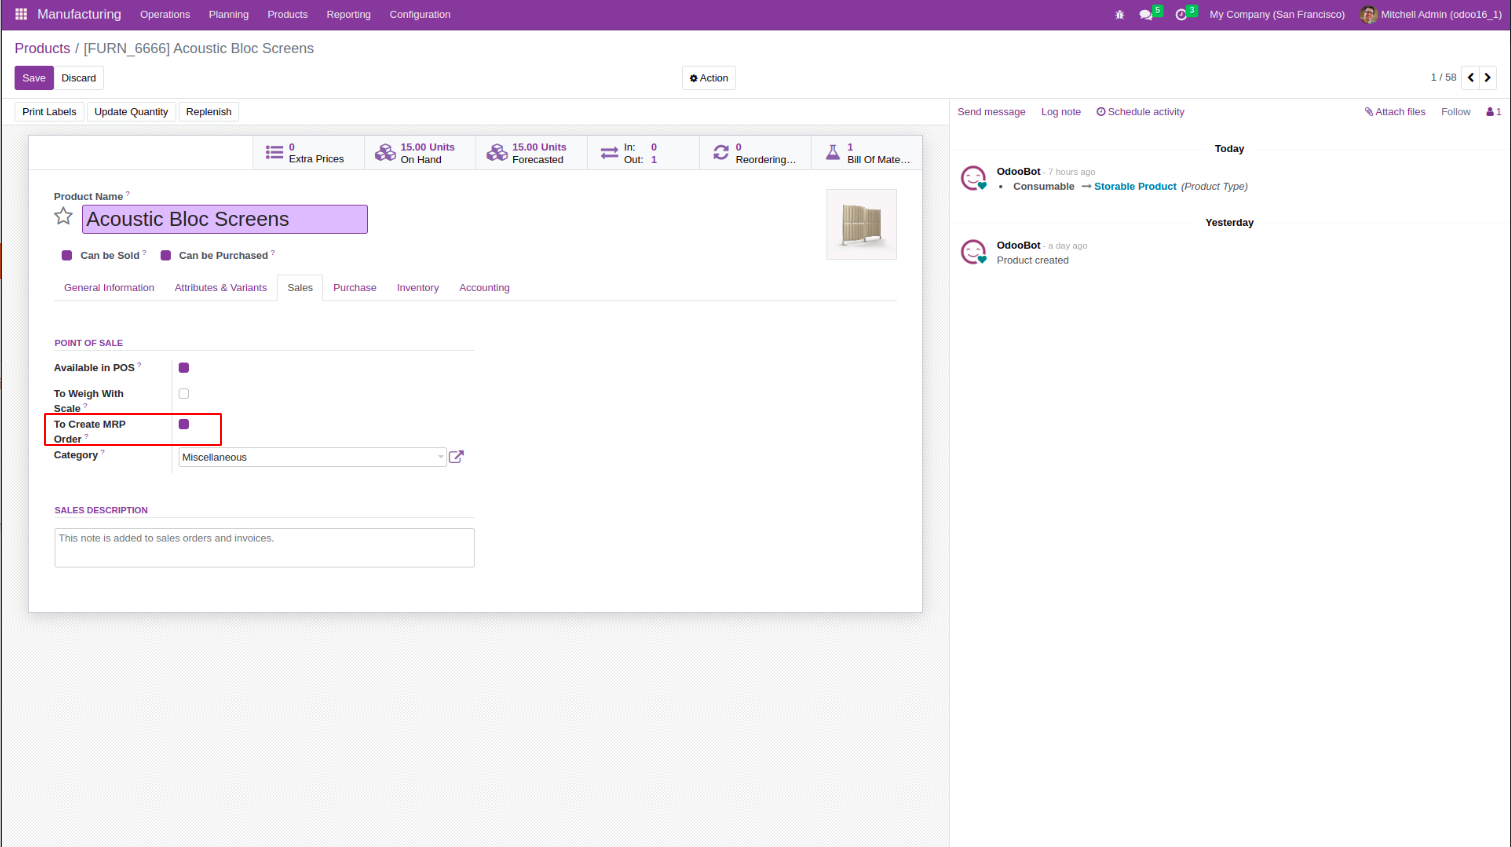 Manufacturing Operations Planning Products Reporting Configuration 5 3 My Company (San Francisco) Mitchell Admin (odoo16_1)
Products / [FURN_6666] Acoustic Bloc Screens
Save Discard Action 1 / 58
Print Labels Update Quantity Replenish Send message Log note Schedule activity Attach files Follow 1
0 Extra Prices
15.00 Units On Hand
15.00 Units Forecasted
In: 0
Out: 1
0 Reordering...
1 Bill Of Mate...
Product Name ?
Acoustic Bloc Screens
Can be Sold ? Can be Purchased ?
General Information Attributes & Variants Sales Purchase Inventory Accounting
POINT OF SALE
Available in POS ?
To Weigh With
Scale ?
To Create MRP
Order ?
Category ? Miscellaneous
SALES DESCRIPTION
This note is added to sales orders and invoices.
Today
OdooBot - 7 hours ago
• Consumable → Storable Product (Product Type)
Yesterday
OdooBot - a day ago
Product created